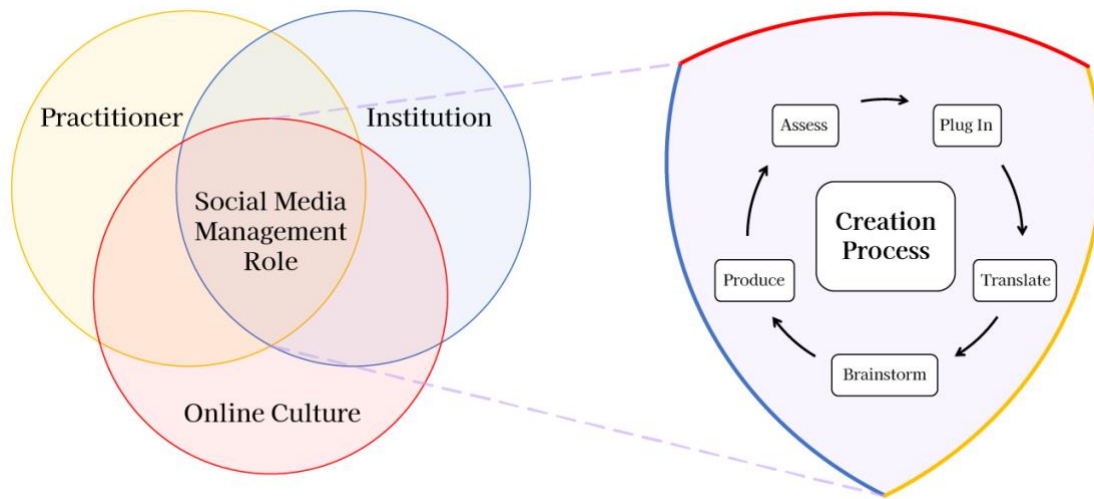 Practitioner
Institution
Social Media
Management
Role
Online Culture
Assess
Plug In
Creation
Process
Produce
Translate
Brainstorm